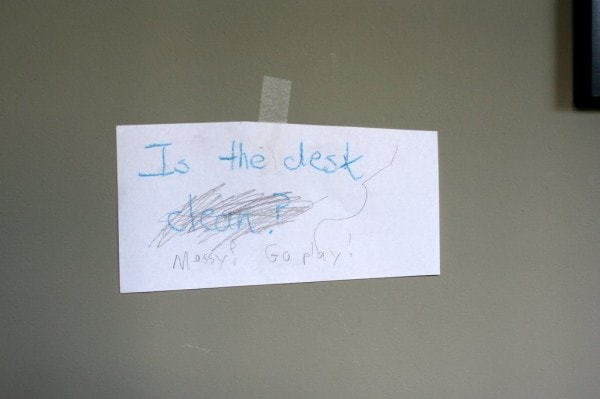 Is the desk
clean?
Messy? Go play!